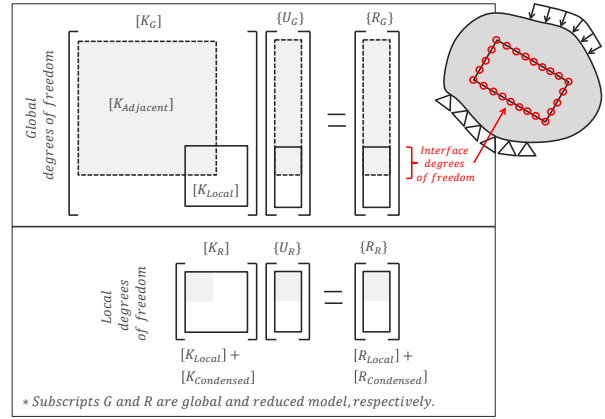 [K_G] {U_G} {R_G}
Global
degrees of freedom
[K_Adjacent]
[K_Local]
=
Interface
degrees
of freedom
[K_R] {U_R} {R_R}
Local
degrees
of freedom
=
[K_Local] + [R_Local] +
[K_Condensed] [R_Condensed]
* Subscripts G and R are global and reduced model, respectively.